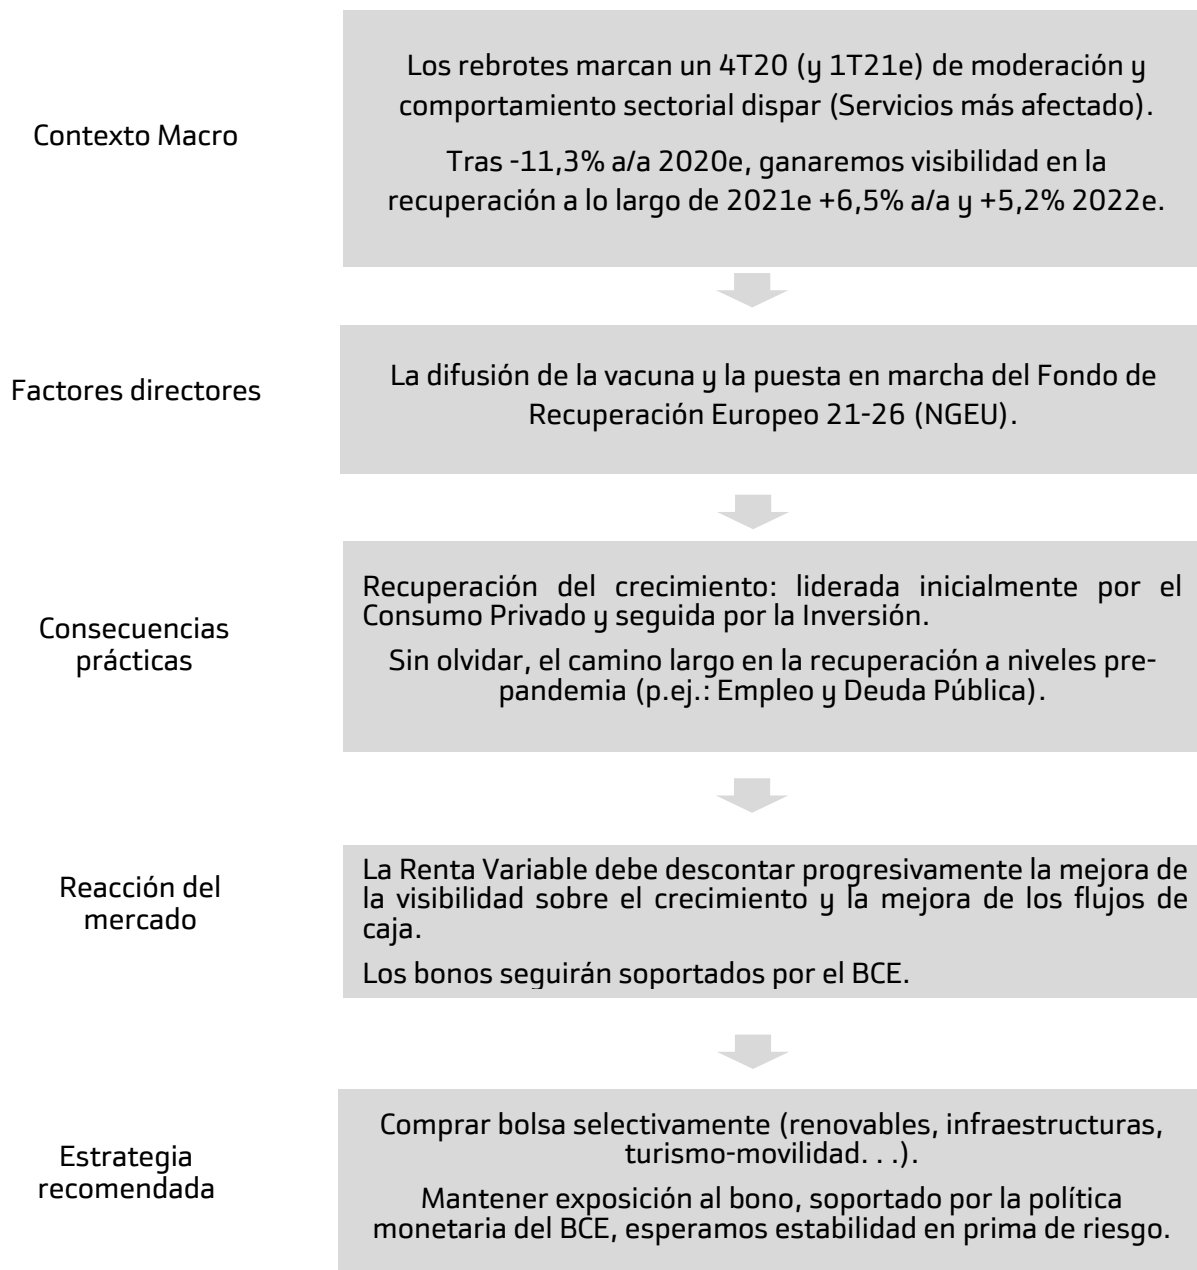 Contexto Macro
Los rebrotes marcan un 4T20 (y 1T21e) de moderación y
comportamiento sectorial dispar (Servicios más afectado).
Tras -11,3% a/a 2020e, ganaremos visibilidad en la
recuperación a lo largo de 2021e +6,5% a/a y +5,2% 2022e.
Factores directores
La difusión de la vacuna y la puesta en marcha del Fondo de
Recuperación Europeo 21-26 (NGEU).
Consecuencias
prácticas
Recuperación del crecimiento: liderada inicialmente por el
Consumo Privado y seguida por la Inversión.
Sin olvidar, el camino largo en la recuperación a niveles pre-
pandemia (p.ej.: Empleo y Deuda Pública).
Reacción del
mercado
La Renta Variable debe descontar progresivamente la mejora de
la visibilidad sobre el crecimiento y la mejora de los flujos de
caja.
Los bonos seguirán soportados por el BCE.
Estrategia
recomendada
Comprar bolsa selectivamente (renovables, infraestructuras,
turismo-movilidad. . .).
Mantener exposición al bono, soportado por la política
monetaria del BCE, esperamos estabilidad en prima de riesgo.